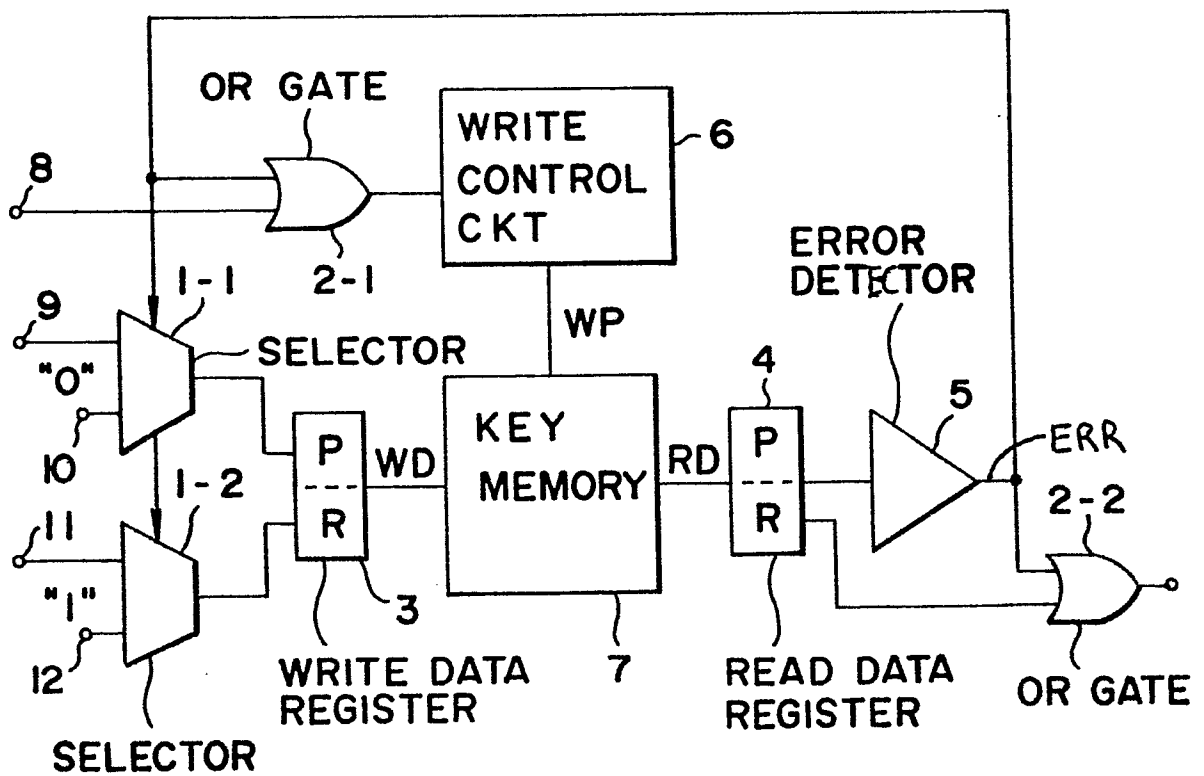 OR GATE
WRITE
CONTROL
CKT
6
8
2-1
ERROR
DETECTOR
1-1
9
SELECTOR
WP
"0"
4
5
10
P
R
WD
KEY
MEMORY
RD
P
R
ERR
1-2
2-2
11
"1"
3
12
WRITE DATA
REGISTER
7
READ DATA
REGISTER
OR GATE
SELECTOR